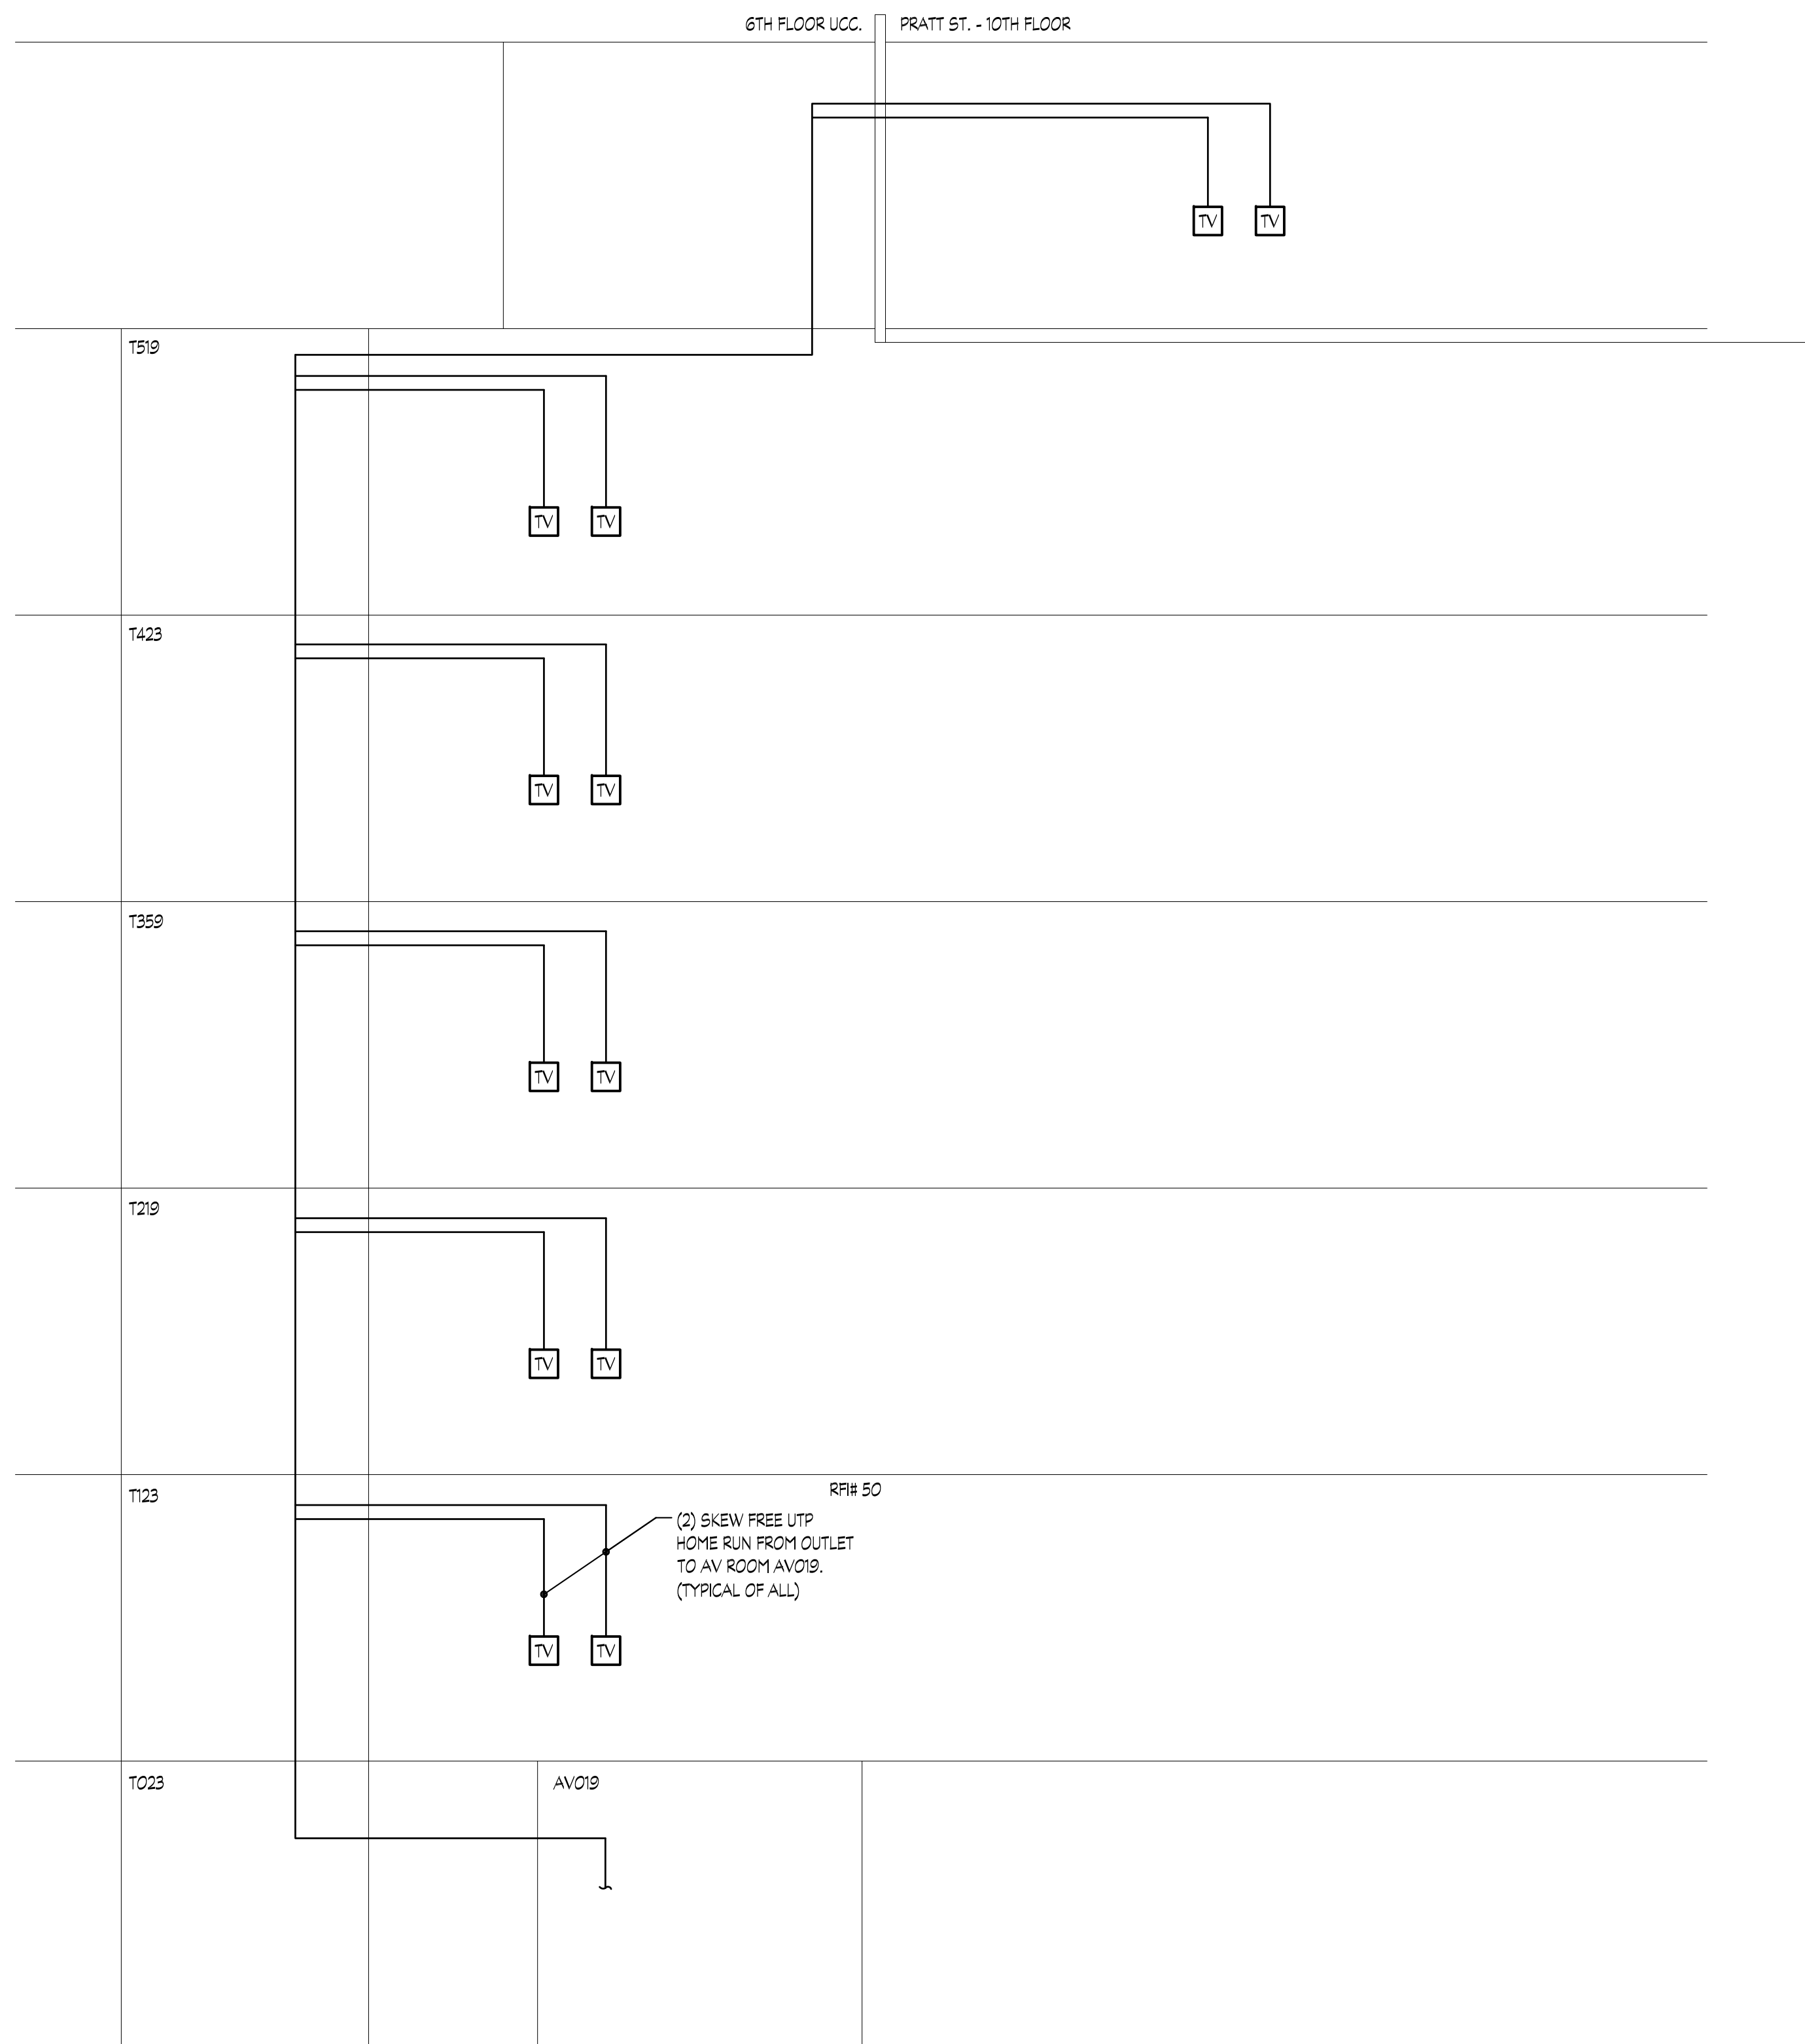 6TH FLOOR UCC.
PRATT ST. - 10TH FLOOR
TV
TV
T519
TV
TV
T423
TV
TV
T359
TV
TV
T219
TV
TV
T123
RFI# 50
(2) SKEW FREE UTP
HOME RUN FROM OUTLET
TO AV ROOM AV019.
(TYPICAL OF ALL)
TV
TV
T023
AV019